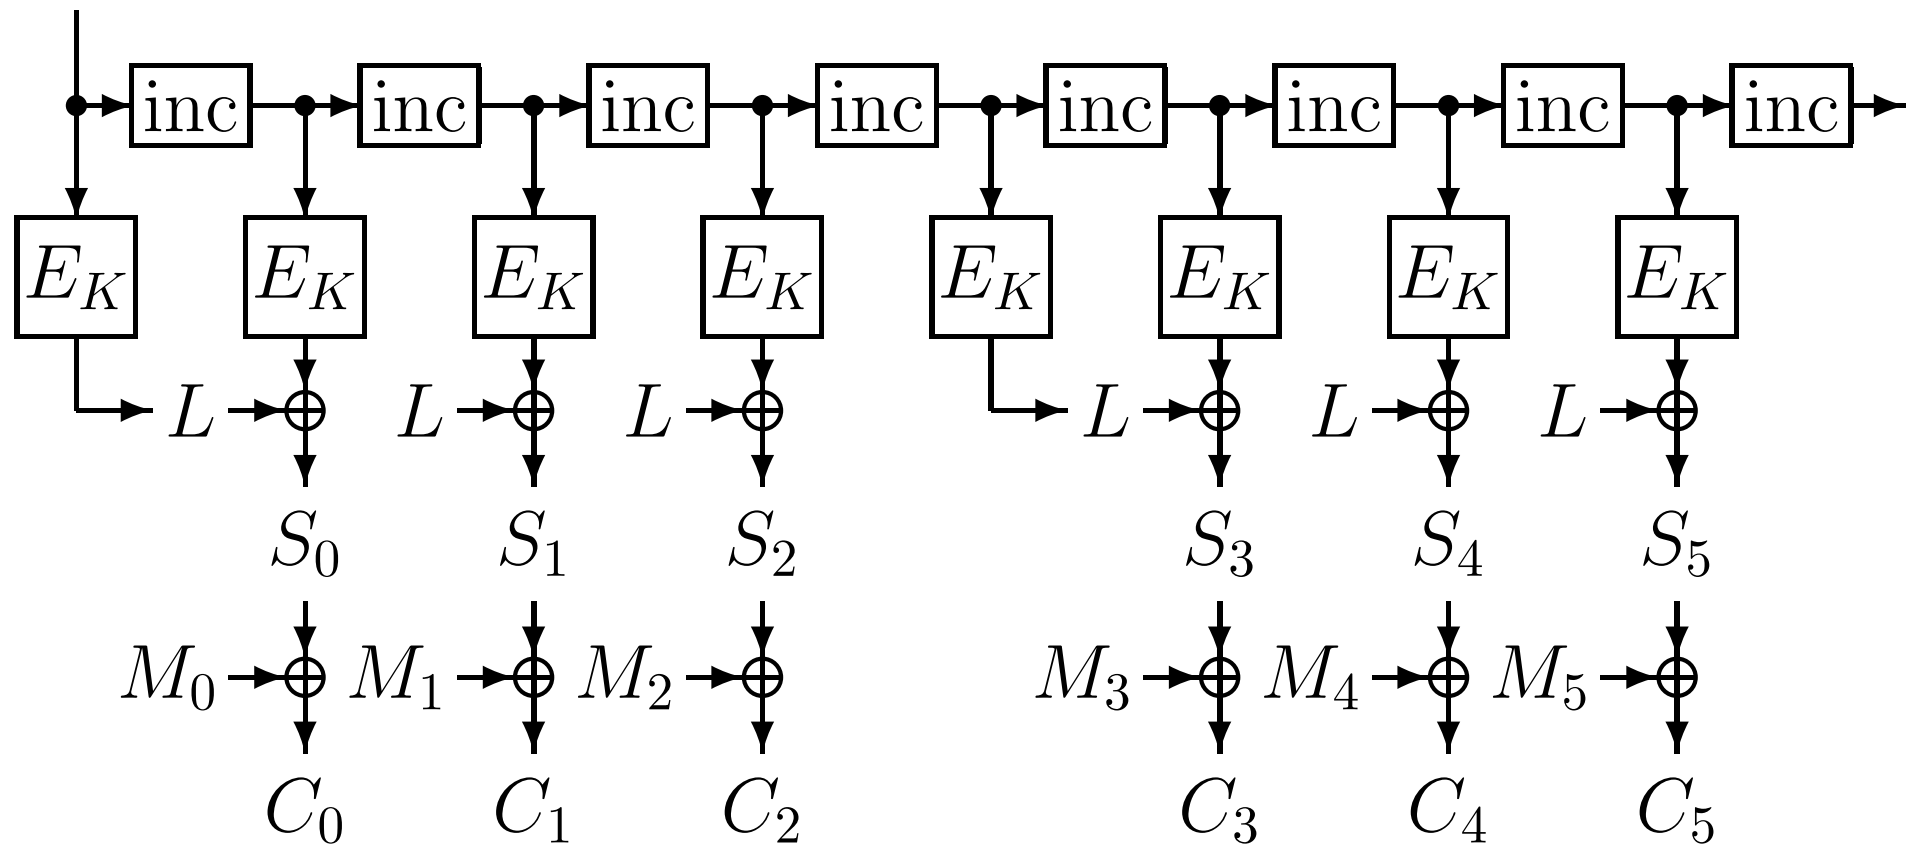 inc inc inc inc inc inc inc inc
E_K E_K E_K E_K E_K E_K E_K E_K
L L L L L L
S_0 S_1 S_2 S_3 S_4 S_5
M_0 M_1 M_2 M_3 M_4 M_5
C_0 C_1 C_2 C_3 C_4 C_5